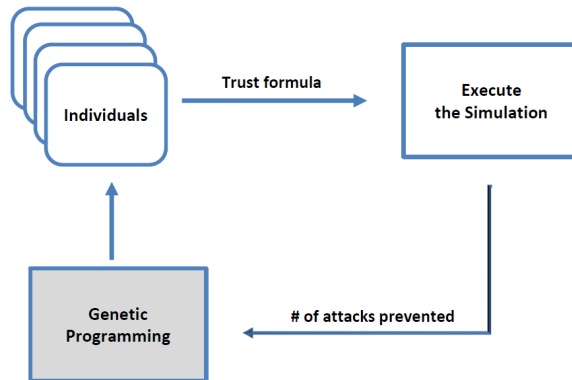 Trust formula
Individuals
Execute
the Simulation
Genetic
Programming
# of attacks prevented